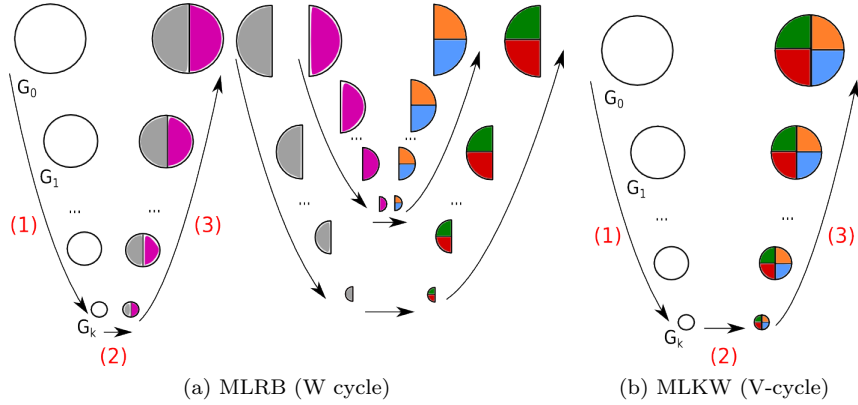 G₀
G₁
...
...
(1)
(3)
Gₖ
(2)
...
...
...
...
(a) MLRB (W cycle)
G₀
G₁
...
...
(1)
(3)
Gₖ
(2)
(b) MLKW (V-cycle)